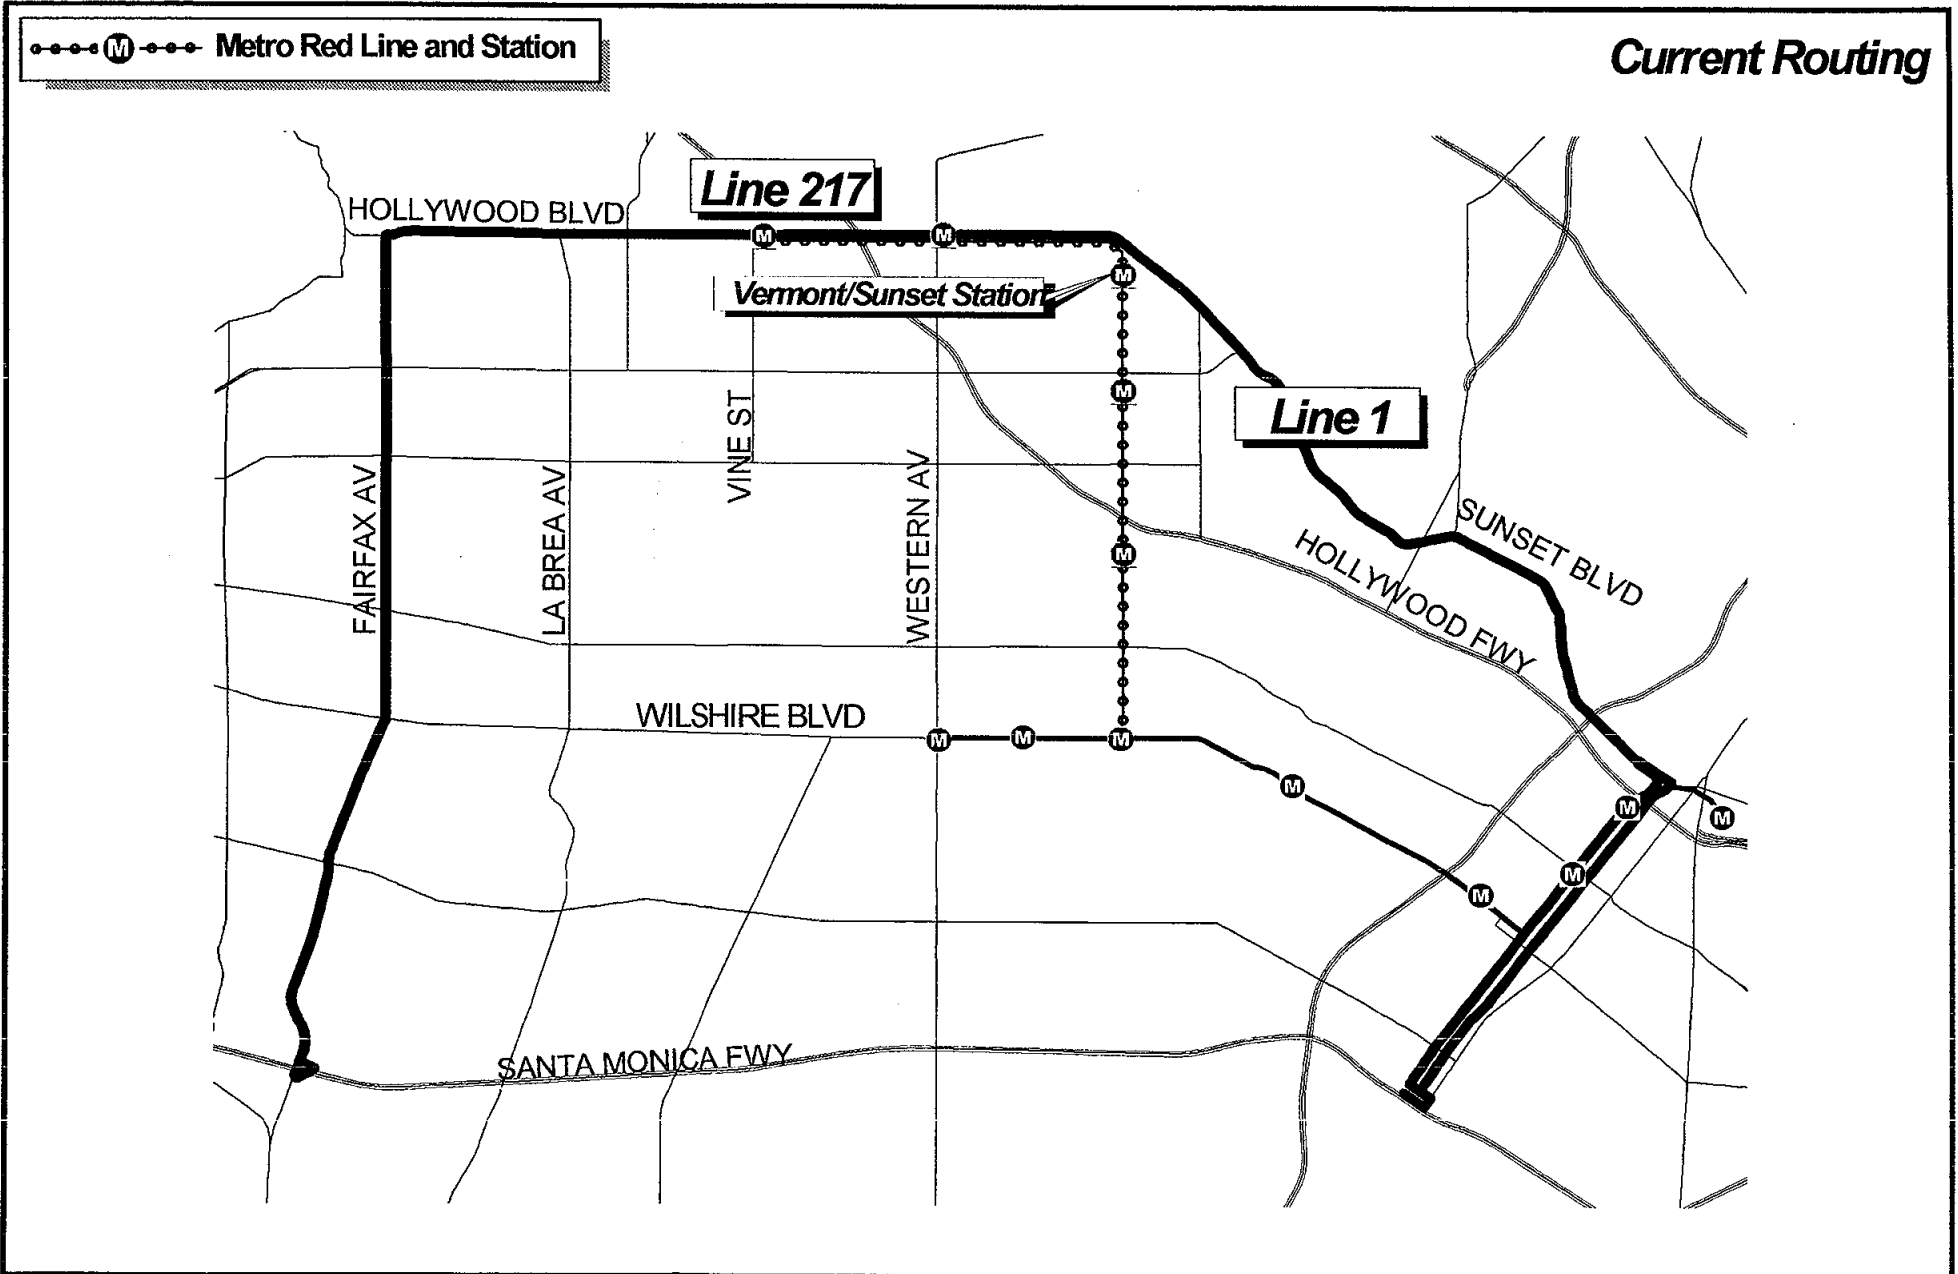 M Metro Red Line and Station
Current Routing
Line 217
HOLLYWOOD BLVD
M
M
Vermont/Sunset Station
M
M
Line 1
VINE ST
FAIRFAX AV
LA BREA AV
WESTERN AV
SUNSET BLVD
HOLLYWOOD FWY
M
WILSHIRE BLVD
M
M
M
M
M
M
M
M
SANTA MONICA FWY